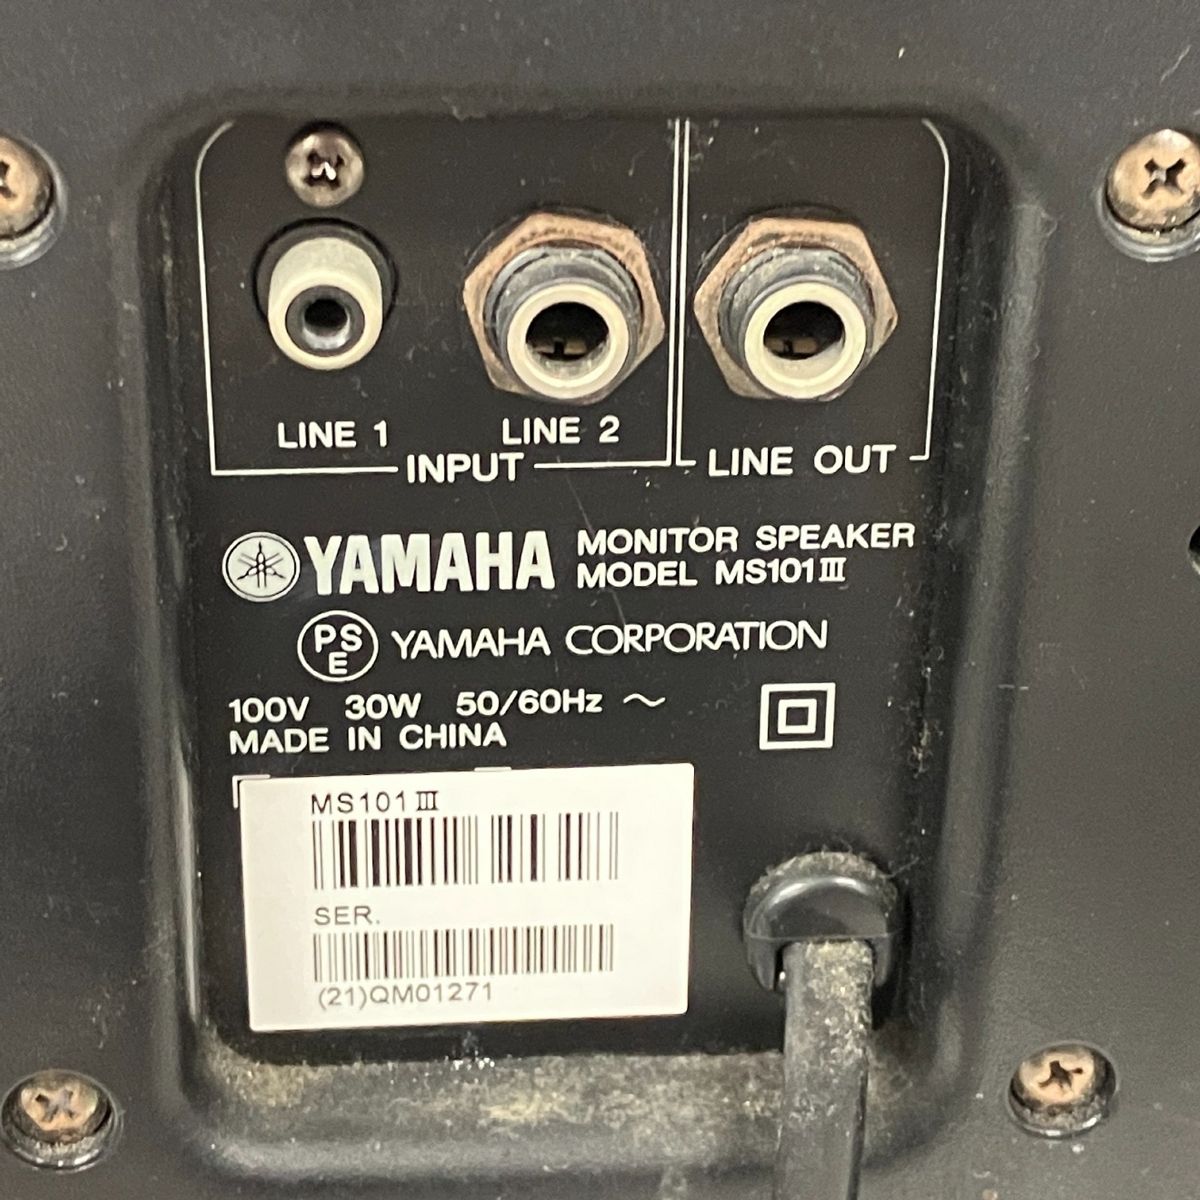 LINE 1 LINE 2
INPUT LINE OUT
YAMAHA MONITOR SPEAKER
MODEL MS101III
PSE YAMAHA CORPORATION
100V 30W 50/60Hz ~
MADE IN CHINA
MS101III
SER.
(21)QM01271